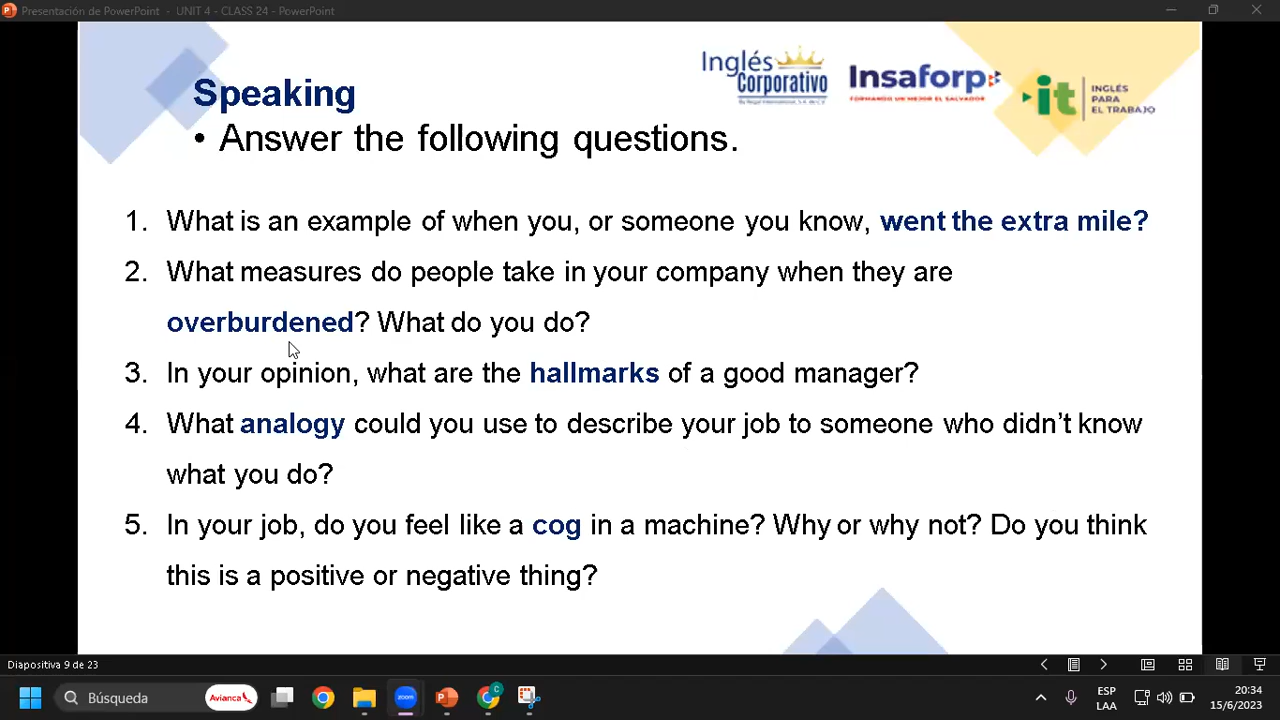 Presentación de PowerPoint - UNIT 4 - CLASS 24 - PowerPoint
Inglés
Corporativo
Insaforp
FORMANDO UN MEJOR EL SALVADOR
it
INGLÉS
PARA
EL TRABAJO
Speaking
• Answer the following questions.
1. What is an example of when you, or someone you know, went the extra mile?
2. What measures do people take in your company when they are
overburdened? What do you do?
3. In your opinion, what are the hallmarks of a good manager?
4. What analogy could you use to describe your job to someone who didn't know
what you do?
5. In your job, do you feel like a cog in a machine? Why or why not? Do you think
this is a positive or negative thing?
Diapositiva 9 de 23
Búsqueda
Avianca
zoom
C
ESP
LAA
20:34
15/6/2023